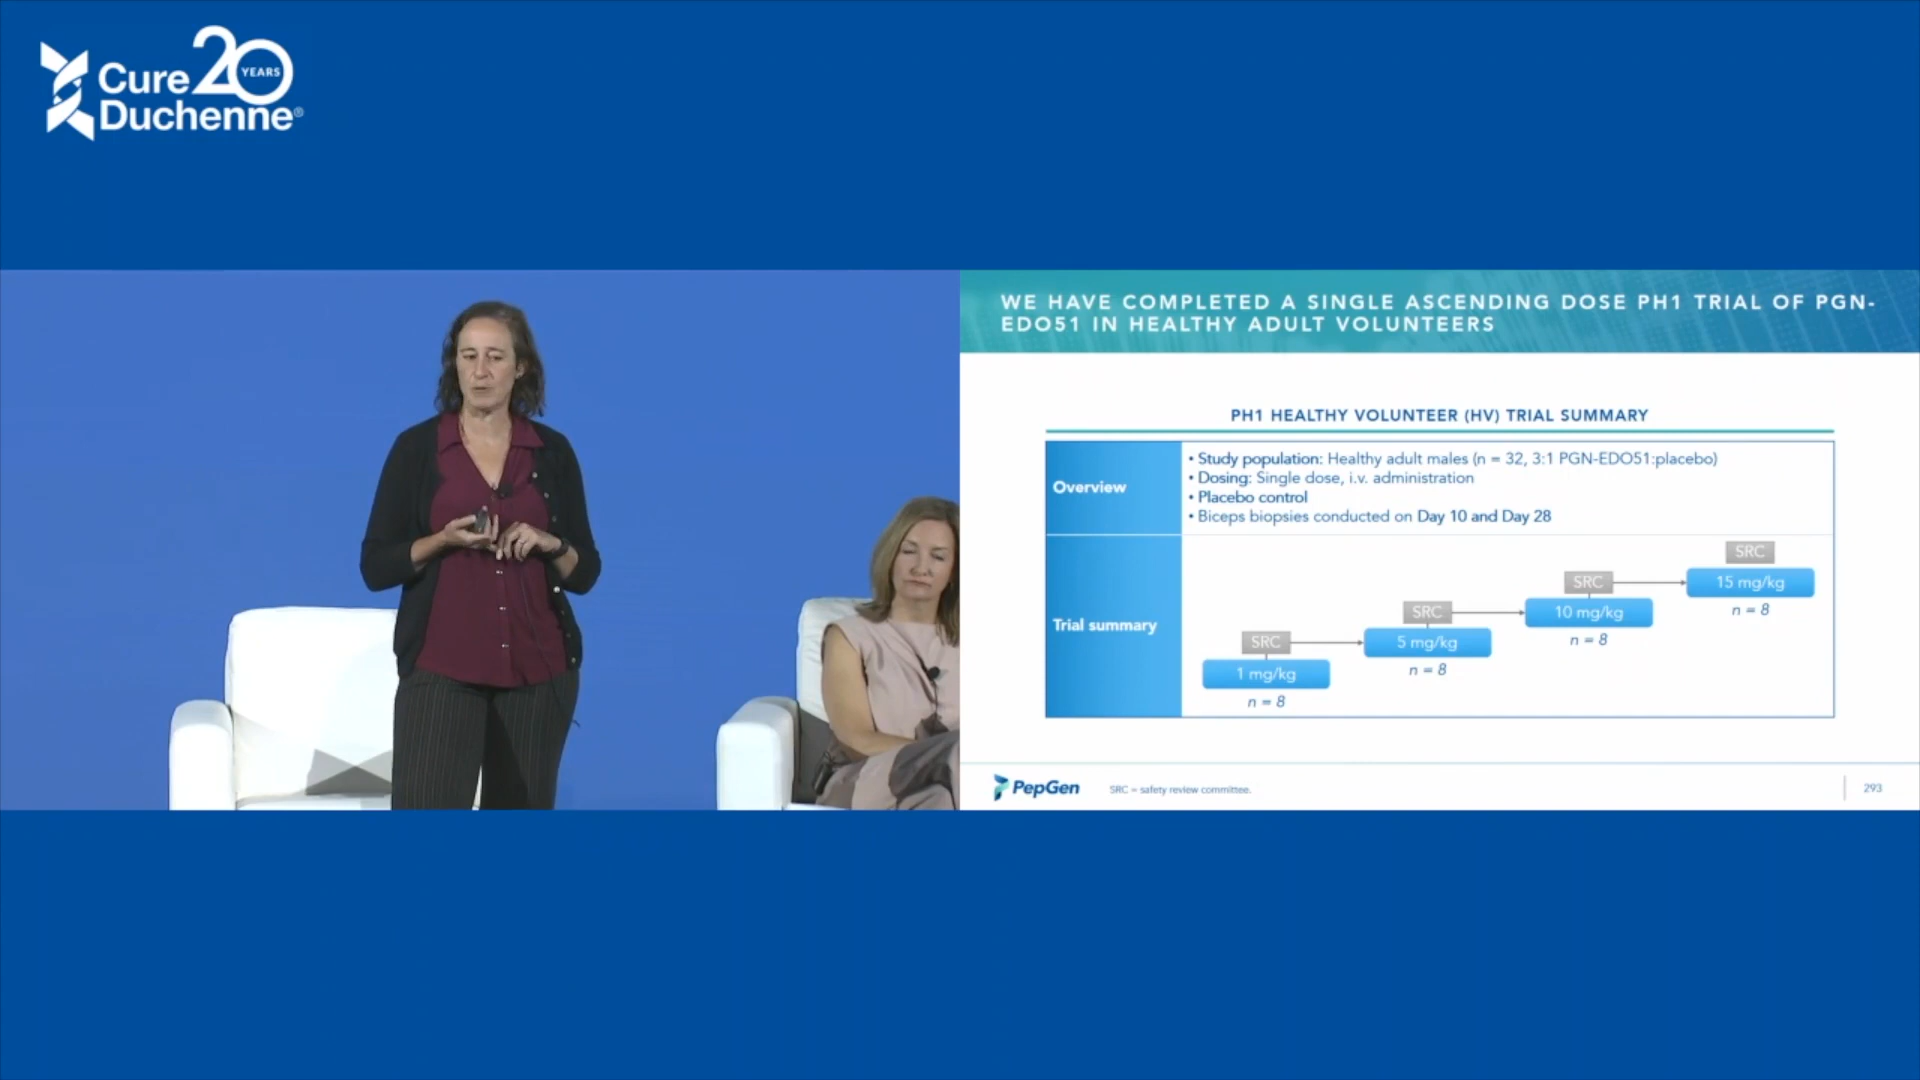 Cure 20 YEARS
Duchenne®
WE HAVE COMPLETED A SINGLE ASCENDING DOSE PH1 TRIAL OF PGN-
EDO51 IN HEALTHY ADULT VOLUNTEERS
PH1 HEALTHY VOLUNTEER (HV) TRIAL SUMMARY
Overview
• Study population: Healthy adult males (n = 32, 3:1 PGN-EDO51:placebo)
• Dosing: Single dose, i.v. administration
• Placebo control
• Biceps biopsies conducted on Day 10 and Day 28
Trial summary
SRC
1 mg/kg
n = 8
SRC
5 mg/kg
n = 8
SRC
10 mg/kg
n = 8
SRC
15 mg/kg
n = 8
PepGen
SRC = safety review committee.
293